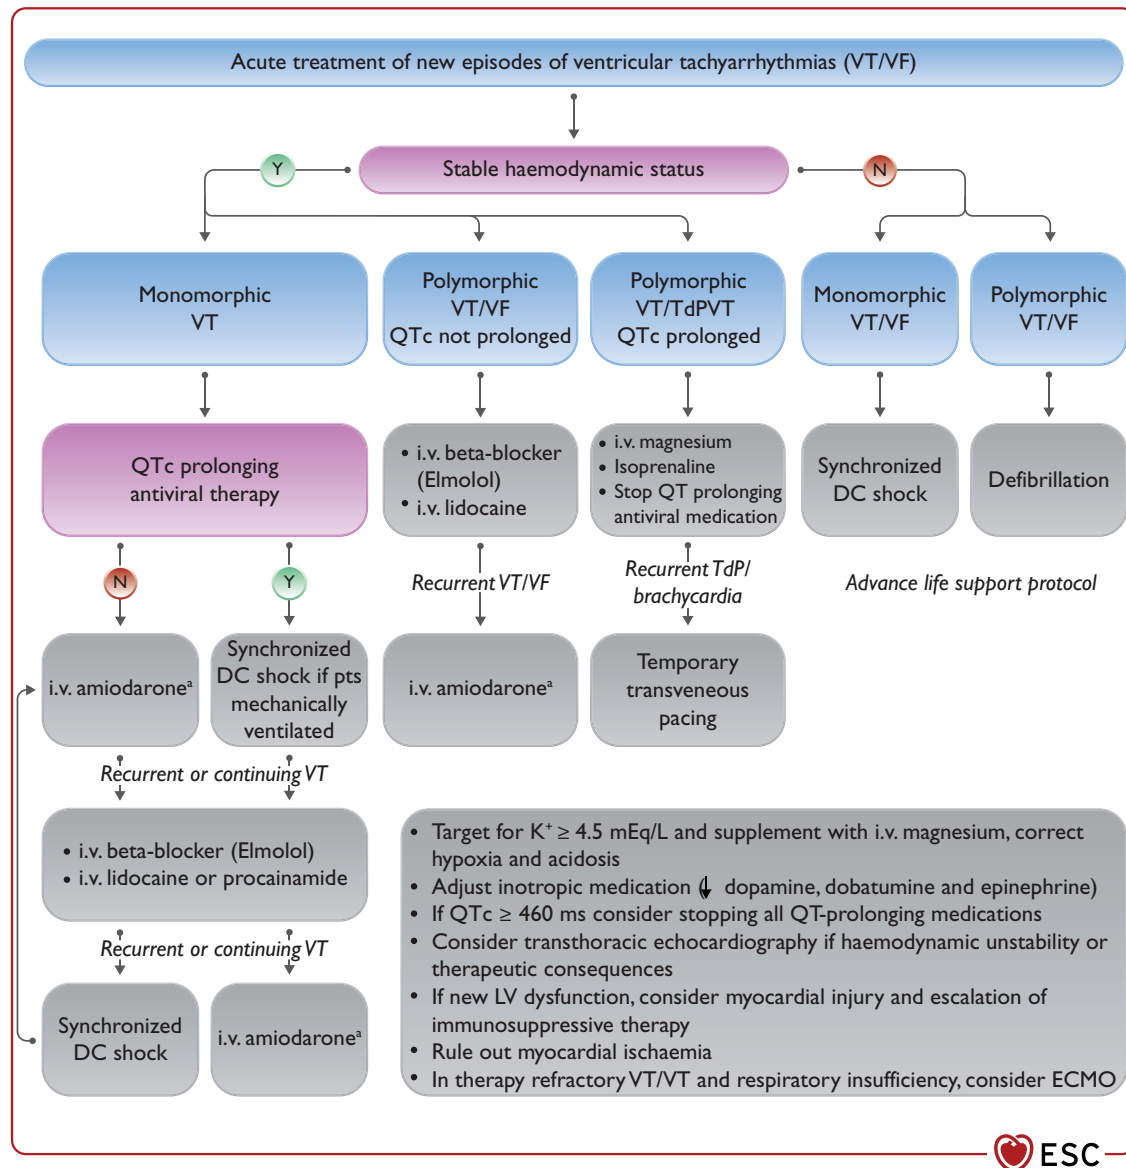 Acute treatment of new episodes of ventricular tachyarrhythmias (VT/VF)
Stable haemodynamic status
Y
N
Monomorphic
VT
Polymorphic
VT/VF
QTc not prolonged
Polymorphic
VT/TdPVT
QTc prolonged
Monomorphic
VT/VF
Polymorphic
VT/VF
QTc prolonging
antiviral therapy
• i.v. beta-blocker
(Elmolol)
• i.v. lidocaine
• i.v. magnesium
• Isoprenaline
• Stop QT prolonging
antiviral medication
Synchronized
DC shock
Defibrillation
N
Y
Recurrent VT/VF
Recurrent TdP/
brachycardia
Advance life support protocol
i.v. amiodaroneᵃ
Synchronized
DC shock if pts
mechanically
ventilated
i.v. amiodaroneᵃ
Temporary
transveneous
pacing
Recurrent or continuing VT
• i.v. beta-blocker (Elmolol)
• i.v. lidocaine or procainamide
Recurrent or continuing VT
Synchronized
DC shock
i.v. amiodaroneᵃ
• Target for K⁺ ≥ 4.5 mEq/L and supplement with i.v. magnesium, correct
hypoxia and acidosis
• Adjust inotropic medication (↓ dopamine, dobatumine and epinephrine)
• If QTc ≥ 460 ms consider stopping all QT-prolonging medications
• Consider transthoracic echocardiography if haemodynamic unstability or
therapeutic consequences
• If new LV dysfunction, consider myocardial injury and escalation of
immunosuppressive therapy
• Rule out myocardial ischaemia
• In therapy refractory VT/VT and respiratory insufficiency, consider ECMO
ESC